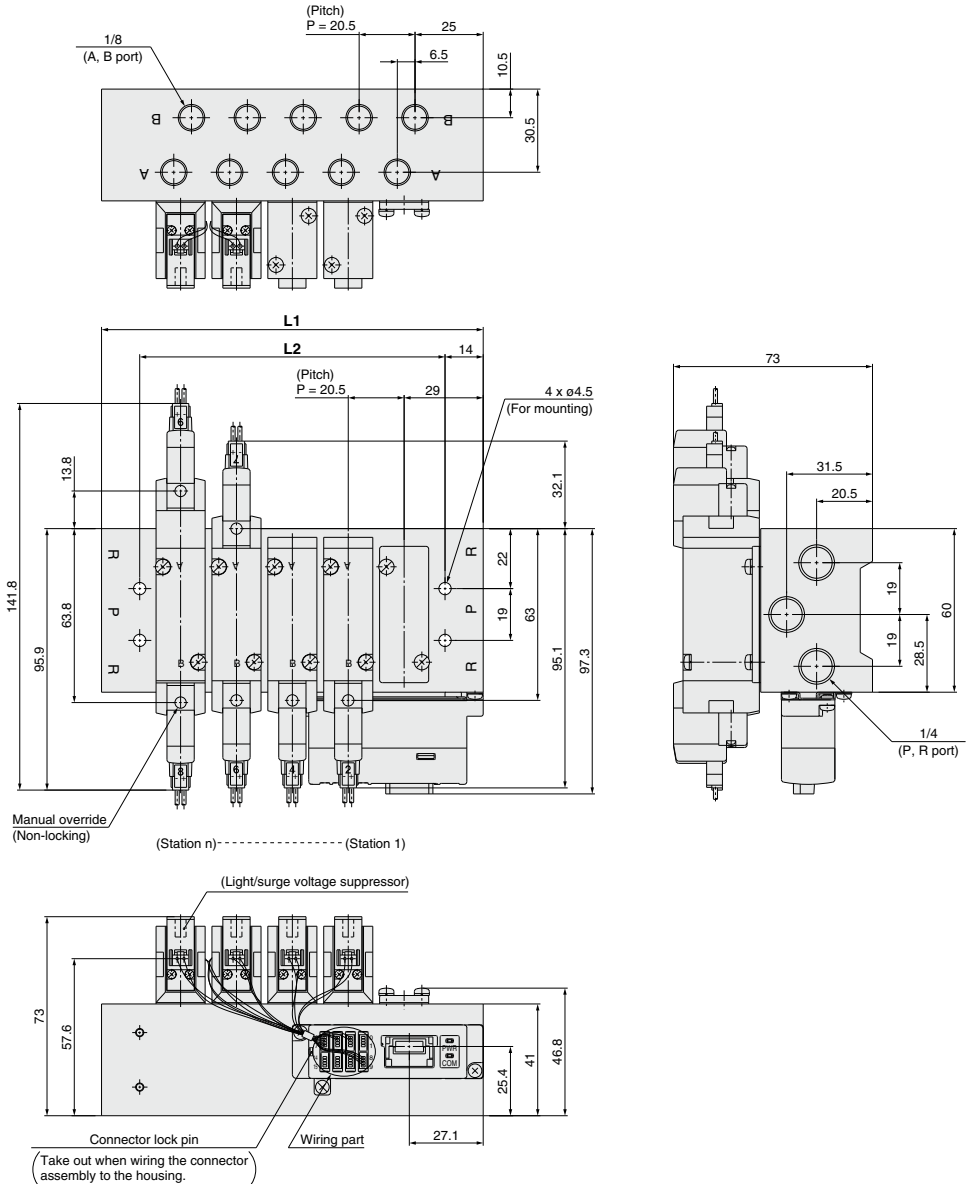 (Pitch)
P = 20.5
25
1/8
(A, B port)
6.5
10.5
30.5
B
B
A
A
L1
L2
14
(Pitch)
P = 20.5
29
4 x ø4.5
(For mounting)
73
31.5
20.5
13.8
32.1
141.8
63.8
95.9
R
P
R
A
A
A
A
B
B
B
B
R
P
R
22
19
63
95.1
97.3
19
19
28.5
60
1/4
(P, R port)
8
6
4
2
Manual override
(Non-locking)
(Station n)
(Station 1)
(Light/surge voltage suppressor)
73
57.6
PWR
COM
25.4
41
46.8
27.1
Connector lock pin
Wiring part
(Take out when wiring the connector
assembly to the housing.)